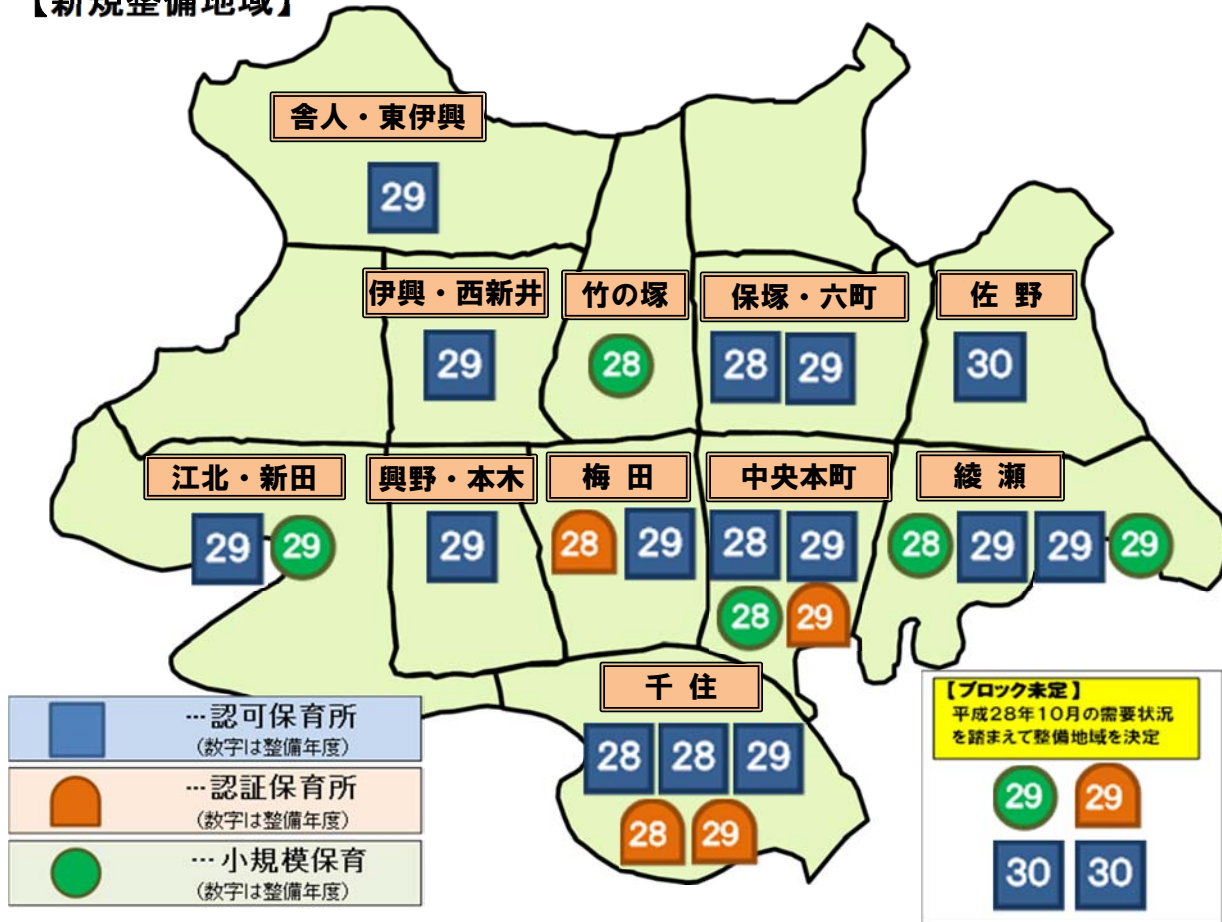 【新規整備地域】
舎人・東伊興
29
伊興・西新井
29
竹の塚
28
保塚・六町
28 29
佐 野
30
江北・新田
29 29
興野・本木
29
梅 田
28 29
中央本町
28 29
28 29
綾 瀬
28 29 29 29
千 住
28 28 29
28 29
…認可保育所
(数字は整備年度)
…認証保育所
(数字は整備年度)
…小規模保育
(数字は整備年度)
【ブロック未定】
平成28年10月の需要状況
を踏まえて整備地域を決定
29 29
30 30